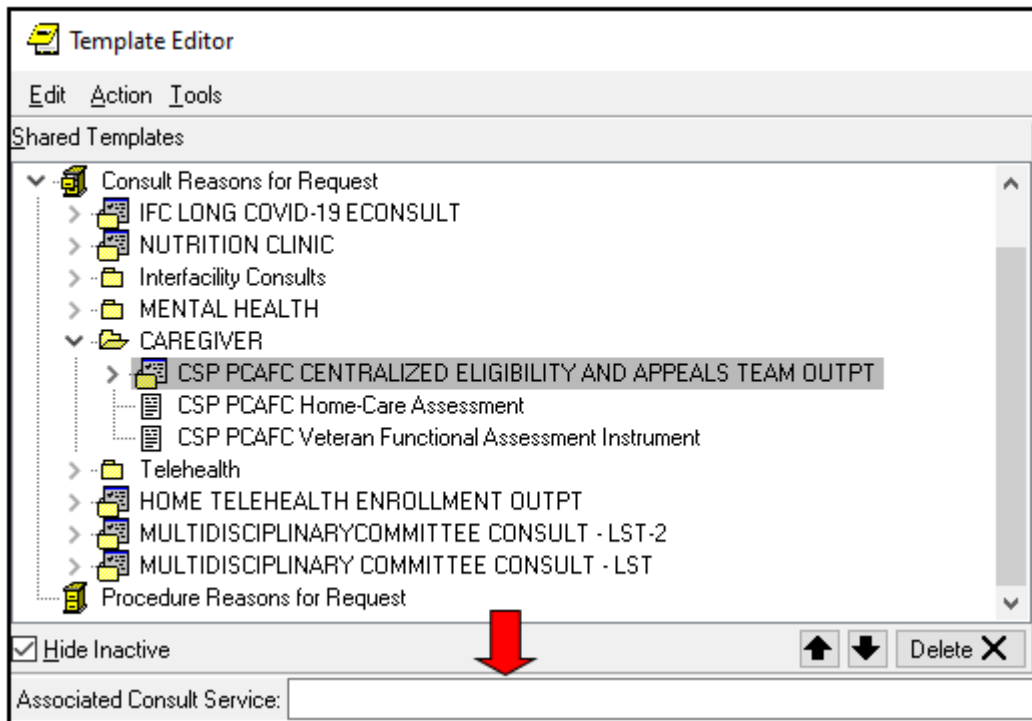 Template Editor
Edit Action Tools
Shared Templates
Consult Reasons for Request
IFC LONG COVID-19 ECONSULT
NUTRITION CLINIC
Interfacility Consults
MENTAL HEALTH
CAREGIVER
CSP PCAFC CENTRALIZED ELIGIBILITY AND APPEALS TEAM OUTPT
CSP PCAFC Home-Care Assessment
CSP PCAFC Veteran Functional Assessment Instrument
Telehealth
HOME TELEHEALTH ENROLLMENT OUTPT
MULTIDISCIPLINARYCOMMITTEE CONSULT - LST-2
MULTIDISCIPLINARY COMMITTEE CONSULT - LST
Procedure Reasons for Request
Hide Inactive Delete
Associated Consult Service: